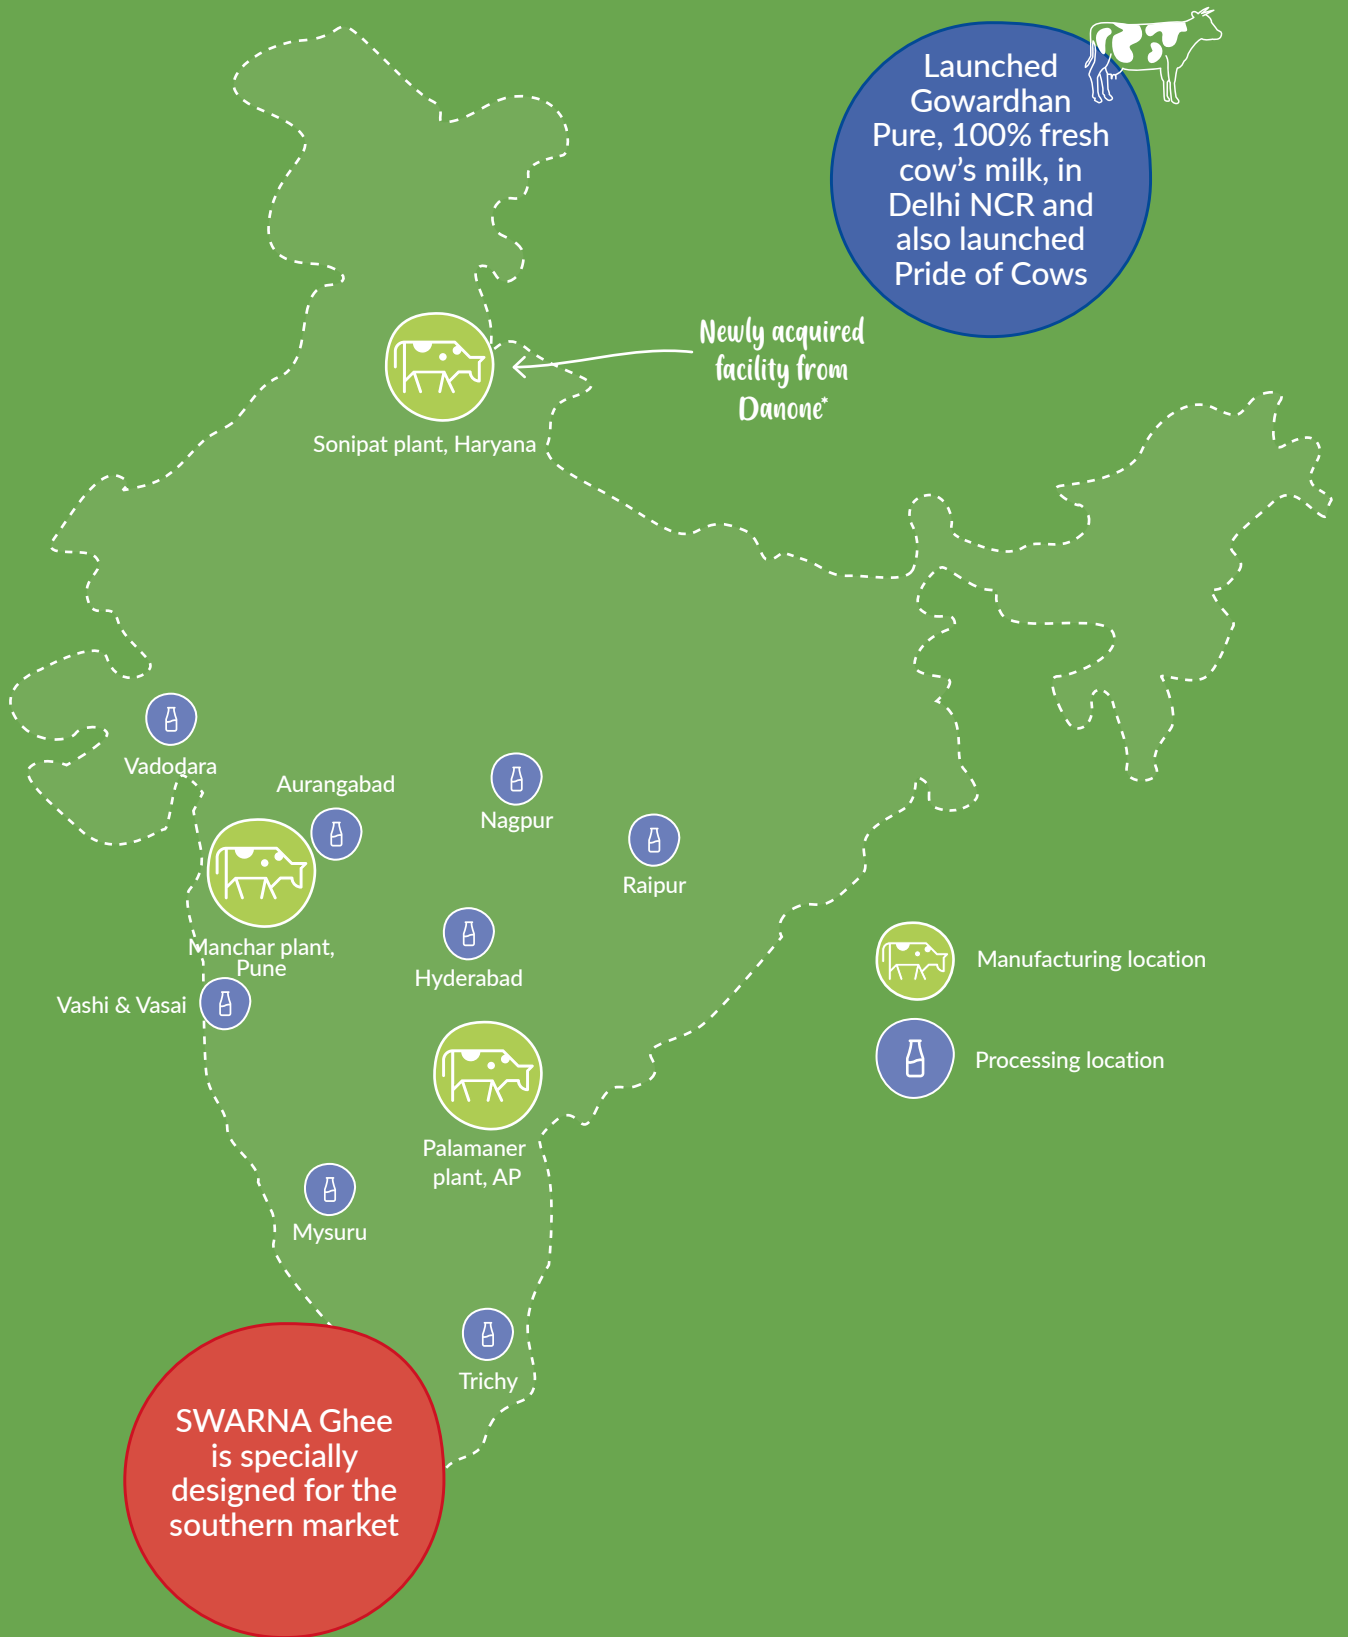 Launched
Gowardhan
Pure, 100% fresh
cow’s milk, in
Delhi NCR and
also launched
Pride of Cows
Newly acquired
facility from
Danone*
Sonipat plant, Haryana
Vadodara
Aurangabad
Nagpur
Raipur
Manchar plant,
Pune
Hyderabad
Vashi & Vasai
Manufacturing location
Processing location
Palamaner
plant, AP
Mysuru
Trichy
SWARNA Ghee
is specially
designed for the
southern market